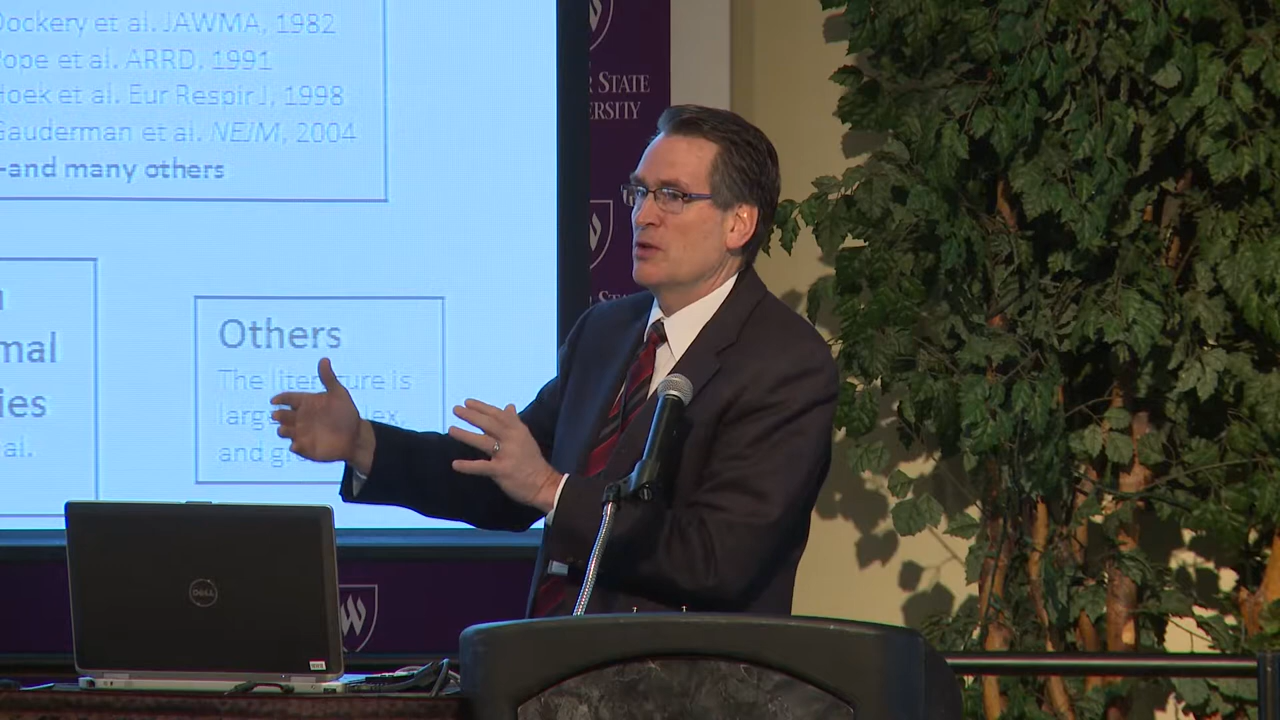 Dockery et al. JAWMA, 1982
Pope et al. ARRD. 1991
Hoek et al. Eur Respir J, 1998
Gauderman et al. NEJM, 2004
-and many others
mal
ies
al.
Others
The literature is
and
STATE
ERSITY
DELL
W